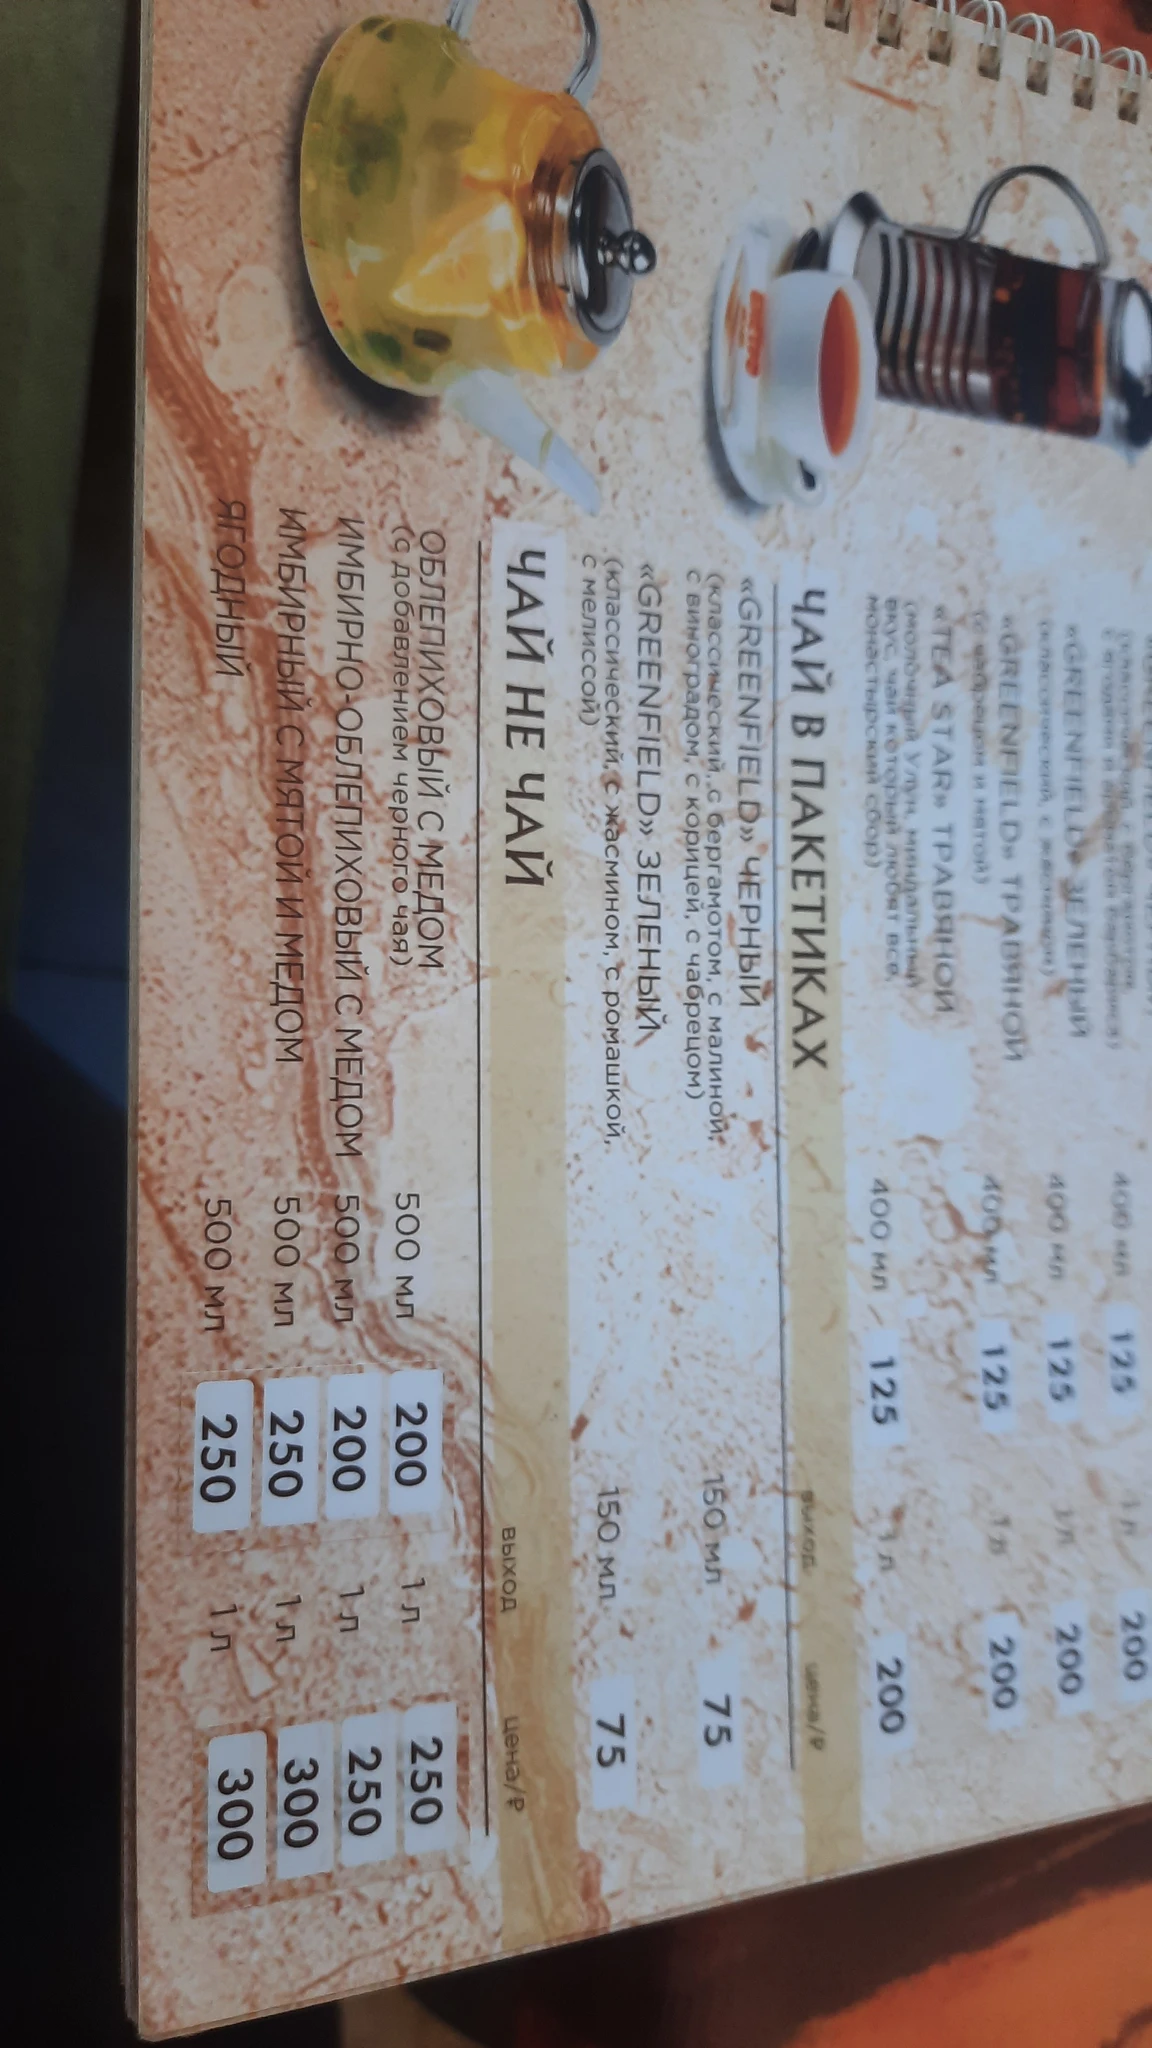 «GREENFIELD» ЗЕЛЕНЫЙ 400 мл 125 1 л 200
«GREENFIELD» ТРАВЯНОЙ 400 мл 125 1 л 200
(с чабрецом и мятой)
«TEA STAR» ТРАВЯНОЙ
(молочный Улун, миндальный
вкус, чай который любят все,
монастырский сбор) 400 мл 125 1 л 200
ЧАЙ В ПАКЕТИКАХ выход цена/₽
«GREENFIELD» ЧЕРНЫЙ
(классический, с бергамотом, с малиной, 150 мл 75
с виноградом, с корицей, с чабрецом)
«GREENFIELD» ЗЕЛЕНЫЙ
(классический, с жасмином, с ромашкой, 150 мл 75
с мелиссой)
ЧАЙ НЕ ЧАЙ выход цена/₽
ОБЛЕПИХОВЫЙ С МЕДОМ 500 мл 200 1 л 250
(с добавлением черного чая)
ИМБИРНО-ОБЛЕПИХОВЫЙ С МЕДОМ 500 мл 200 1 л 250
ИМБИРНЫЙ С МЯТОЙ И МЕДОМ 500 мл 250 1 л 300
ЯГОДНЫЙ 500 мл 250 1 л 300